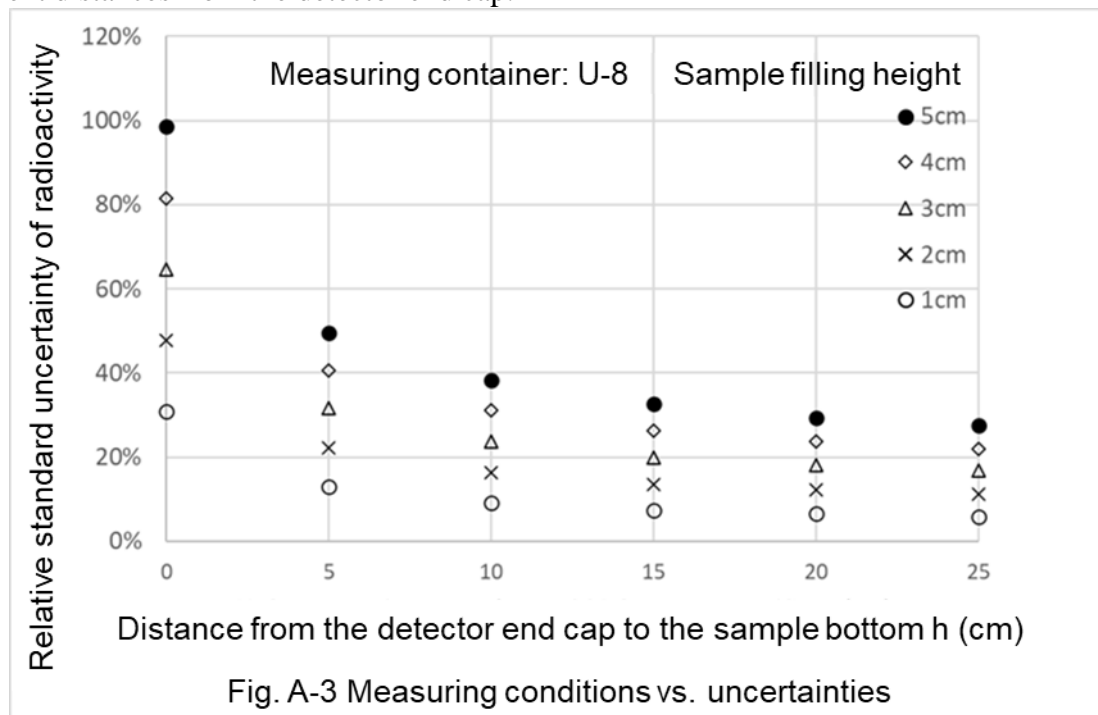 120%
Measuring container: U-8
Sample filling height
100%
5cm
4cm
80%
3cm
2cm
60%
1cm
40%
20%
0%
0
5
10
15
20
25
Relative standard uncertainty of radioactivity
Distance from the detector end cap to the sample bottom h (cm)
Fig. A-3 Measuring conditions vs. uncertainties